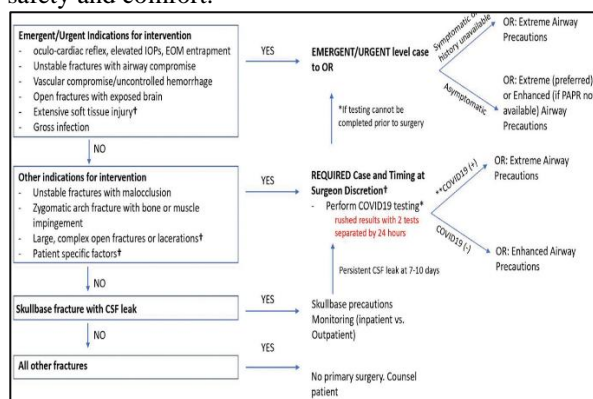 safety and comfort.
Emergent/Urgent Indications for intervention
- oculo-cardiac reflex, elevated IOPs, EOM entrapment
- Unstable fractures with airway compromise
- Vascular compromise/uncontrolled hemorrhage
- Open fractures with exposed brain
- Extensive soft tissue injury†
- Gross infection
YES
EMERGENT/URGENT level case
to OR
Symptomatic or
history unavailable
OR: Extreme Airway
Precautions
Asymptomatic
OR: Extreme (preferred)
or Enhanced (if PAPR not
available) Airway
Precautions
*If testing cannot be
completed prior to surgery
NO
Other indications for intervention
- Unstable fractures with malocclusion
- Zygomatic arch fracture with bone or muscle
impingement
- Large, complex open fractures or lacerations†
- Patient specific factors†
YES
REQUIRED Case and Timing at
Surgeon Discretion†
- Perform COVID19 testing*
rushed results with 2 tests
separated by 24 hours
**COVID19 (+)
OR: Extreme Airway
Precautions
COVID19 (-)
OR: Enhanced Airway
Precautions
Persistent CSF leak at 7-10 days
NO
Skullbase fracture with CSF leak
YES
Skullbase precautions
Monitoring (inpatient vs.
Outpatient)
NO
All other fractures
YES
No primary surgery. Counsel
patient